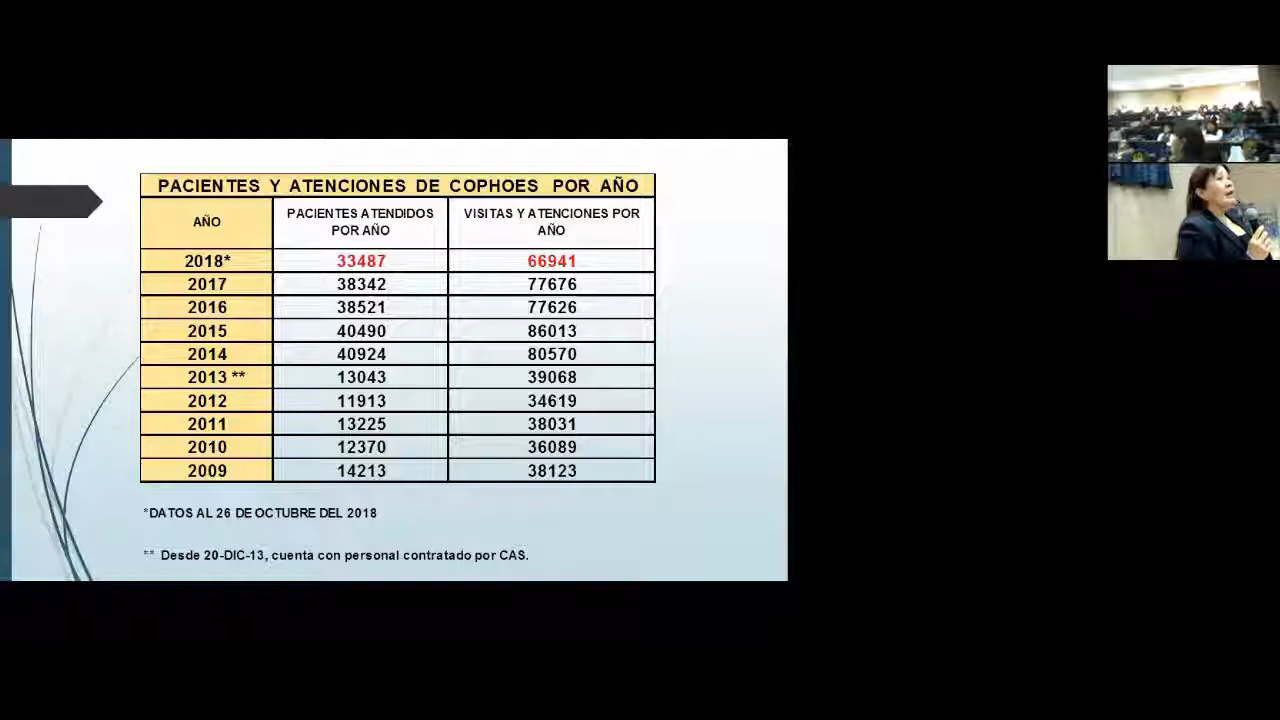 PACIENTES Y ATENCIONES DE COPHOES POR AÑO
AÑO
PACIENTES ATENDIDOS
POR AÑO
VISITAS Y ATENCIONES POR
AÑO
2018* 33487 66941
2017 38342 77676
2016 38521 77626
2015 40490 86013
2014 40924 80570
2013 ** 13043 39068
2012 11913 34619
2011 13225 38031
2010 12370 36089
2009 14213 38123
*DATOS AL 26 DE OCTUBRE DEL 2018
** Desde 20-DIC-13, cuenta con personal contratado por CAS.